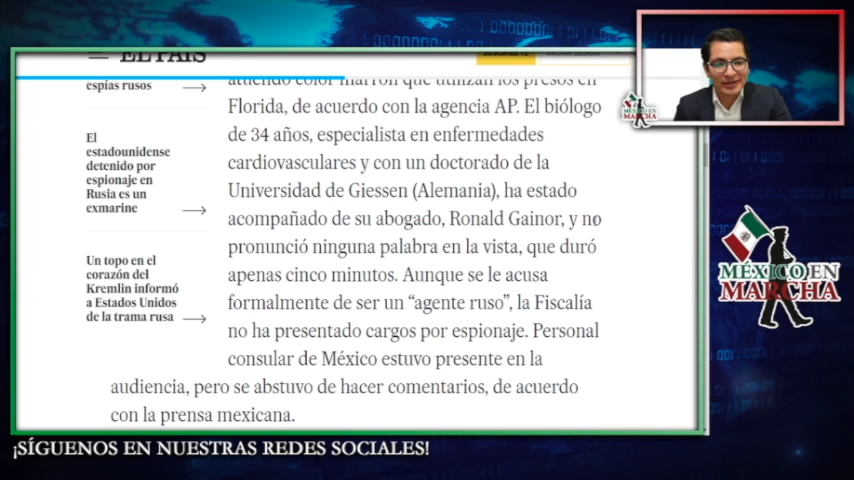 EL PAÍS
SUSCRÍBETE
INICIAR SESIÓN
espías rusos
El
estadounidense
detenido por
espionaje en
Rusia es un
exmarine
Un topo en el
corazón del
Kremlin informó
a Estados Unidos
de la trama rusa
atuendo color marrón que utilizan los presos en
Florida, de acuerdo con la agencia AP. El biólogo
de 34 años, especialista en enfermedades
cardiovasculares y con un doctorado de la
Universidad de Giessen (Alemania), ha estado
acompañado de su abogado, Ronald Gainor, y no
pronunció ninguna palabra en la vista, que duró
apenas cinco minutos. Aunque se le acusa
formalmente de ser un “agente ruso”, la Fiscalía
no ha presentado cargos por espionaje. Personal
consular de México estuvo presente en la
audiencia, pero se abstuvo de hacer comentarios, de acuerdo
con la prensa mexicana.
MÉXICO EN
MARCHA
MÉXICO EN
MARCHA
¡SÍGUENOS EN NUESTRAS REDES SOCIALES!